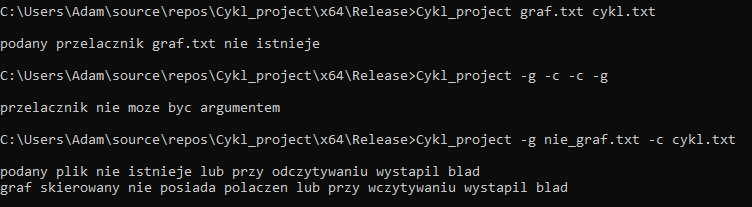 C:\Users\Adam\source\repos\Cykl_project\x64\Release>Cykl_project graf.txt cykl.txt
podany przelacznik graf.txt nie istnieje
C:\Users\Adam\source\repos\Cykl_project\x64\Release>Cykl_project -g -c -c -g
przelacznik nie moze byc argumentem
C:\Users\Adam\source\repos\Cykl_project\x64\Release>Cykl_project -g nie_graf.txt -c cykl.txt
podany plik nie istnieje lub przy odczytywaniu wystapil blad
graf skierowany nie posiada polaczen lub przy wczytywaniu wystapil blad